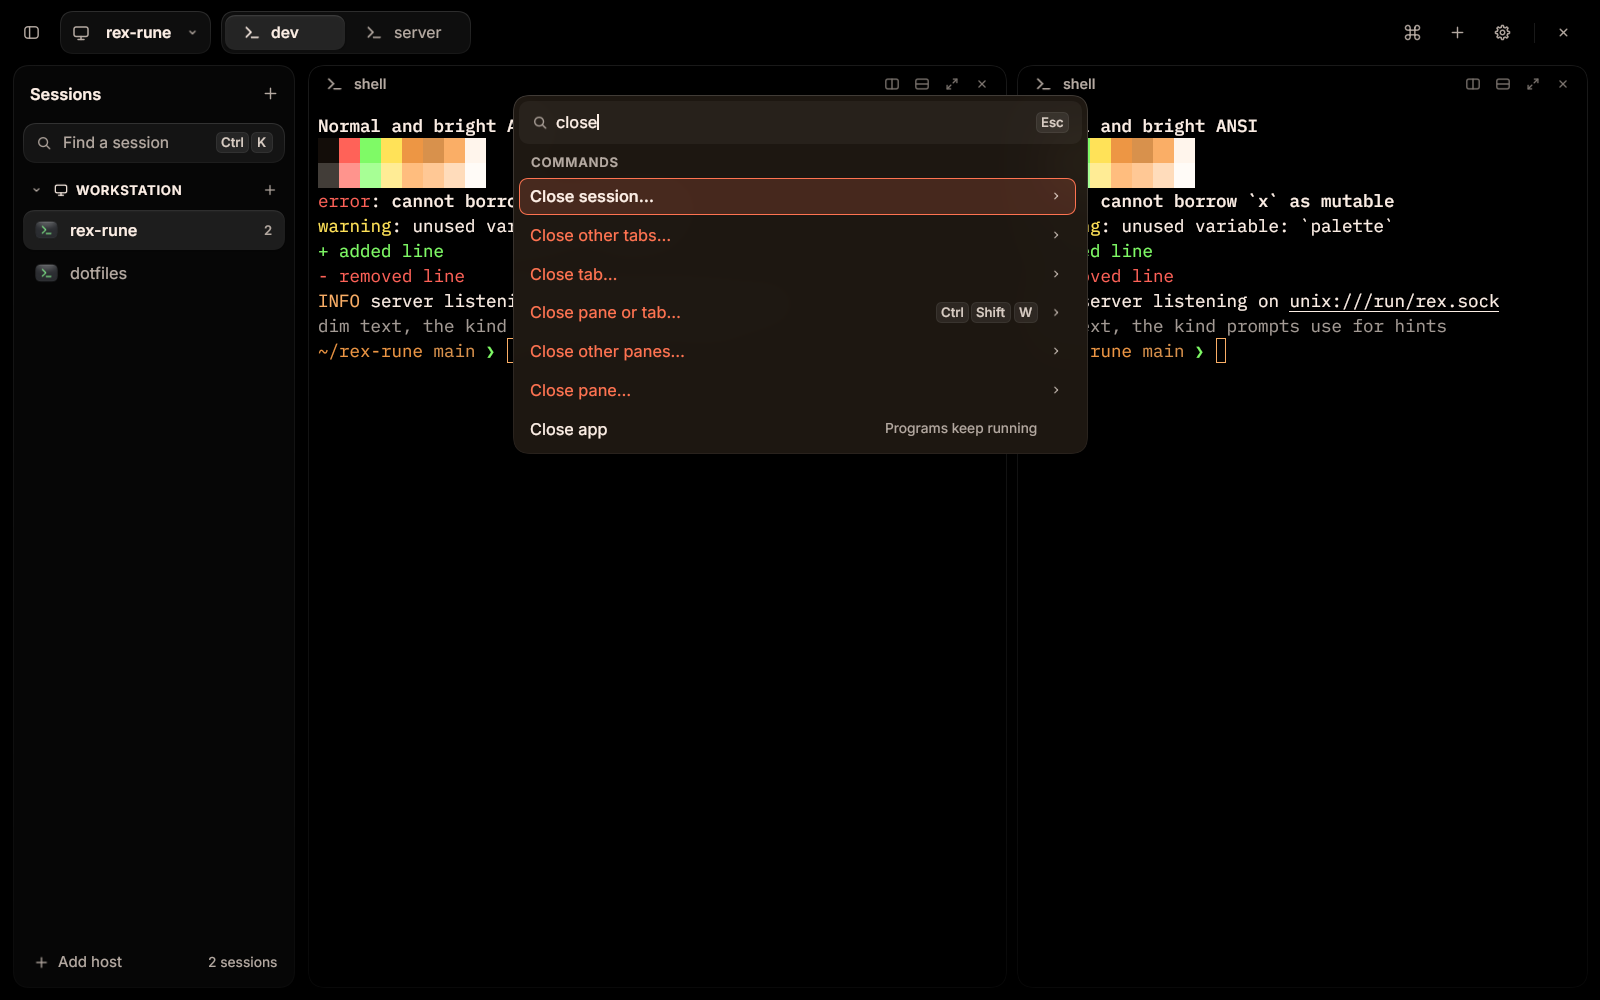 rex-rune
dev
server
Sessions
Find a session Ctrl K
WORKSTATION
rex-rune 2
dotfiles
Add host 2 sessions
shell
Normal and bright
error: cannot borr
warning: unused va
+ added line
- removed line
INFO server listen
dim text, the kind
~/rex-rune main ❯
close Esc
COMMANDS
Close session...
Close other tabs...
Close tab...
Close pane or tab... Ctrl Shift W
Close other panes...
Close pane...
Close app Programs keep running
shell
and bright ANSI
cannot borrow `x` as mutable
g: unused variable: `palette`
d line
ved line
server listening on unix:///run/rex.sock
xt, the kind prompts use for hints
rune main ❯